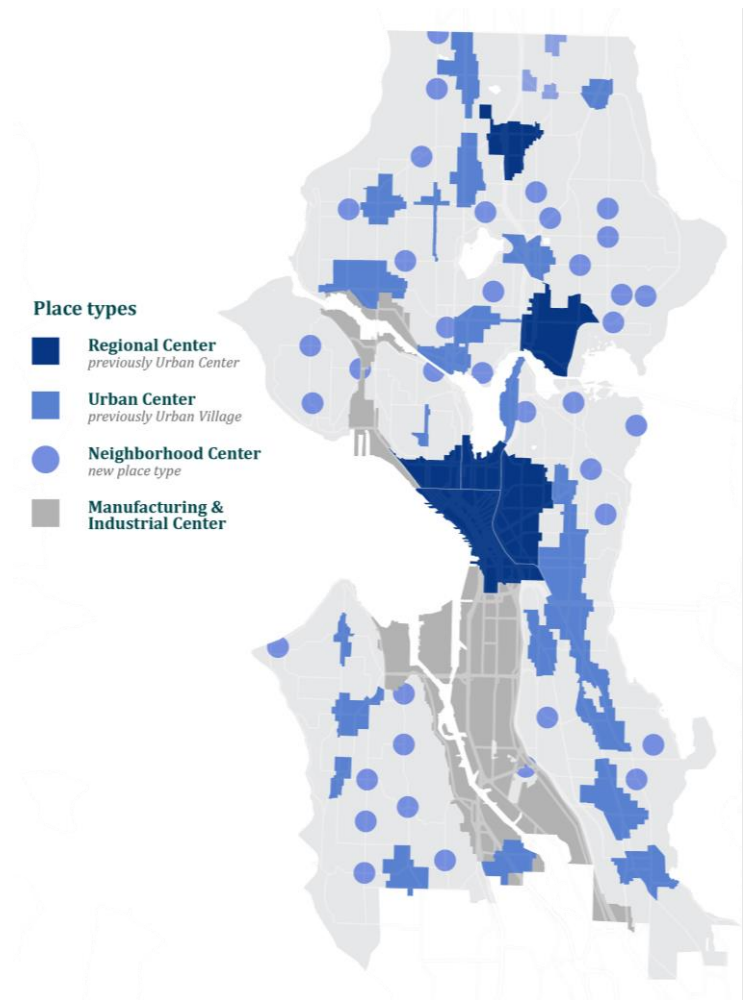 Place types
Regional Center
previously Urban Center
Urban Center
previously Urban Village
Neighborhood Center
new place type
Manufacturing &
Industrial Center